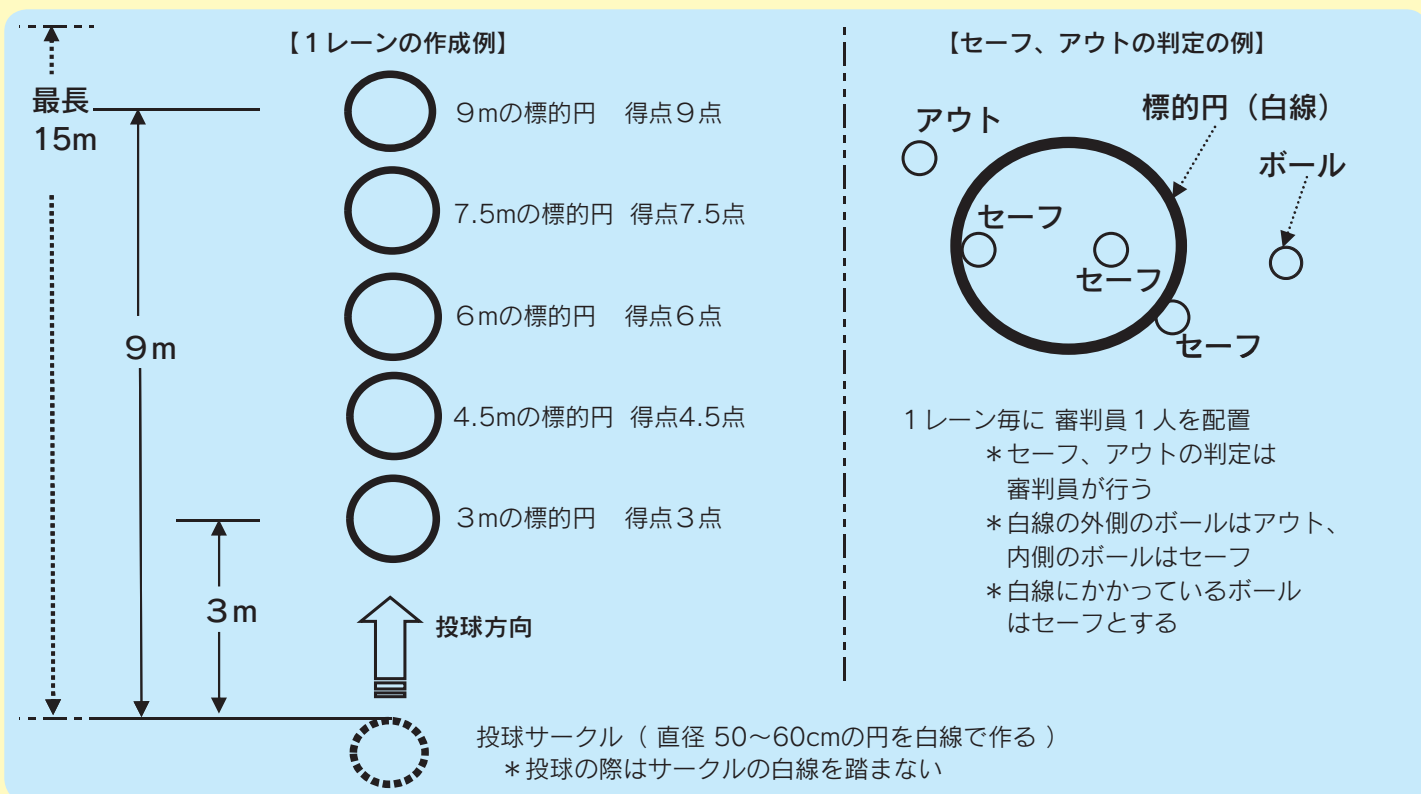 【１レーンの作成例】
最長
15m
9mの標的円　得点９点
7.5mの標的円 得点7.5点
6mの標的円　得点６点
4.5mの標的円 得点4.5点
3mの標的円　得点３点
9m
3m
投球方向
投球サークル（ 直径 50～60cmの円を白線で作る ）
＊投球の際はサークルの白線を踏まない
【セーフ、アウトの判定の例】
アウト
標的円（白線）
ボール
セーフ
セーフ
セーフ
１レーン毎に 審判員１人を配置
＊セーフ、アウトの判定は
審判員が行う
＊白線の外側のボールはアウト、
内側のボールはセーフ
＊白線にかかっているボール
はセーフとする